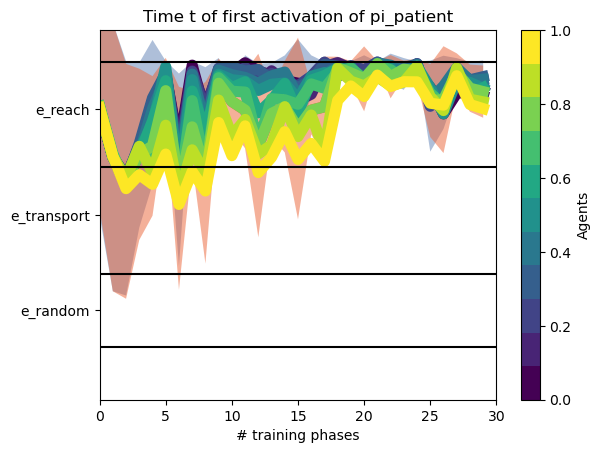 Time t of first activation of pi_patient
e_reach
e_transport
e_random
0 5 10 15 20 25 30
# training phases
1.0
0.8
0.6
0.4
0.2
0.0
Agents